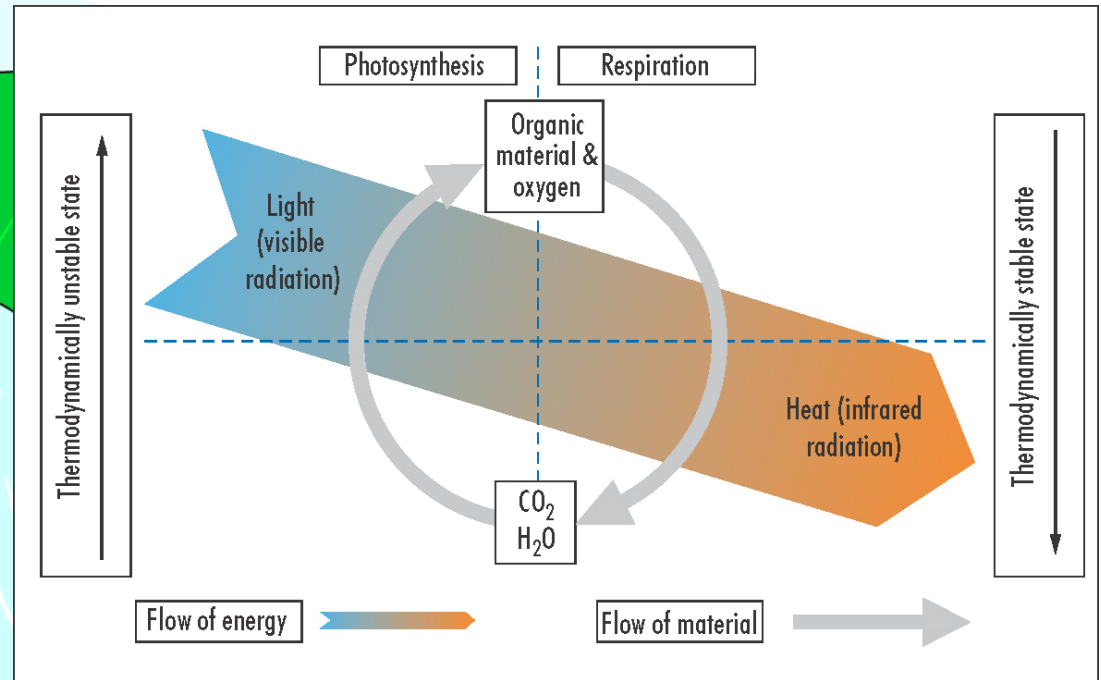 Photosynthesis
Respiration
Organic
material &
oxygen
Thermodynamically unstable state
Light
(visible
radiation)
Thermodynamically stable state
Heat (infrared
radiation)
CO₂
H₂O
Flow of energy
Flow of material